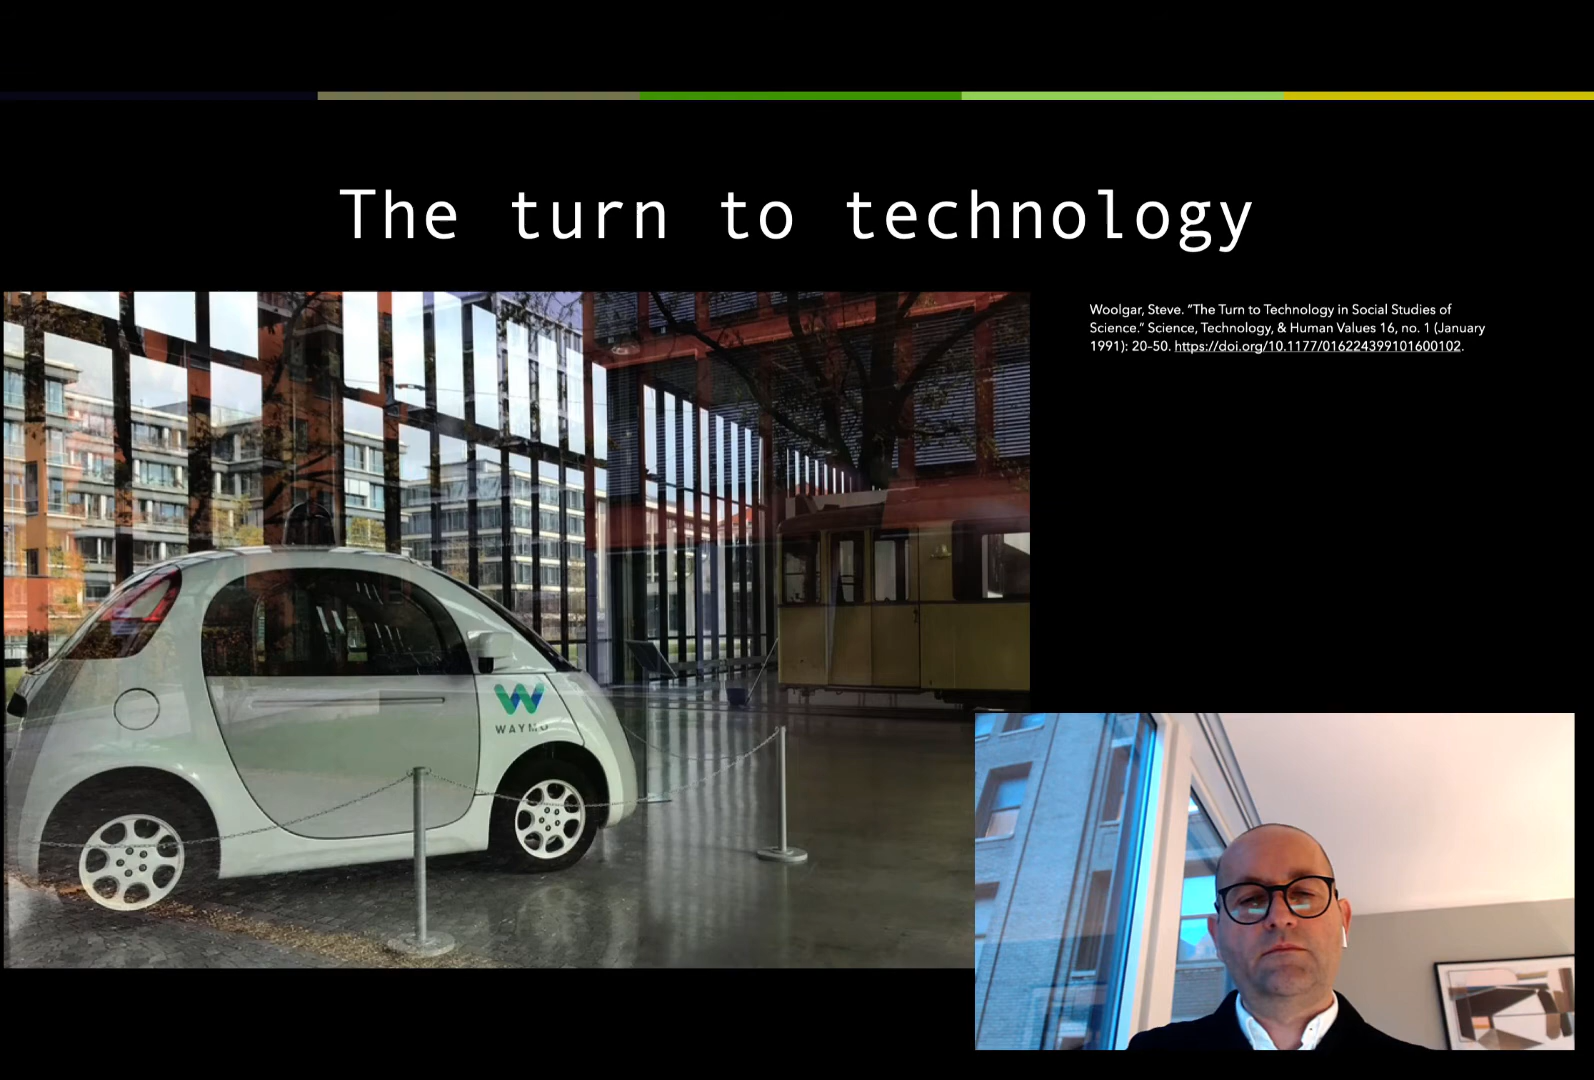 The turn to technology
Woolgar, Steve. “The Turn to Technology in Social Studies of
Science.” Science, Technology, & Human Values 16, no. 1 (January
1991): 20-50. https://doi.org/10.1177/016224399101600102.
WAYMO